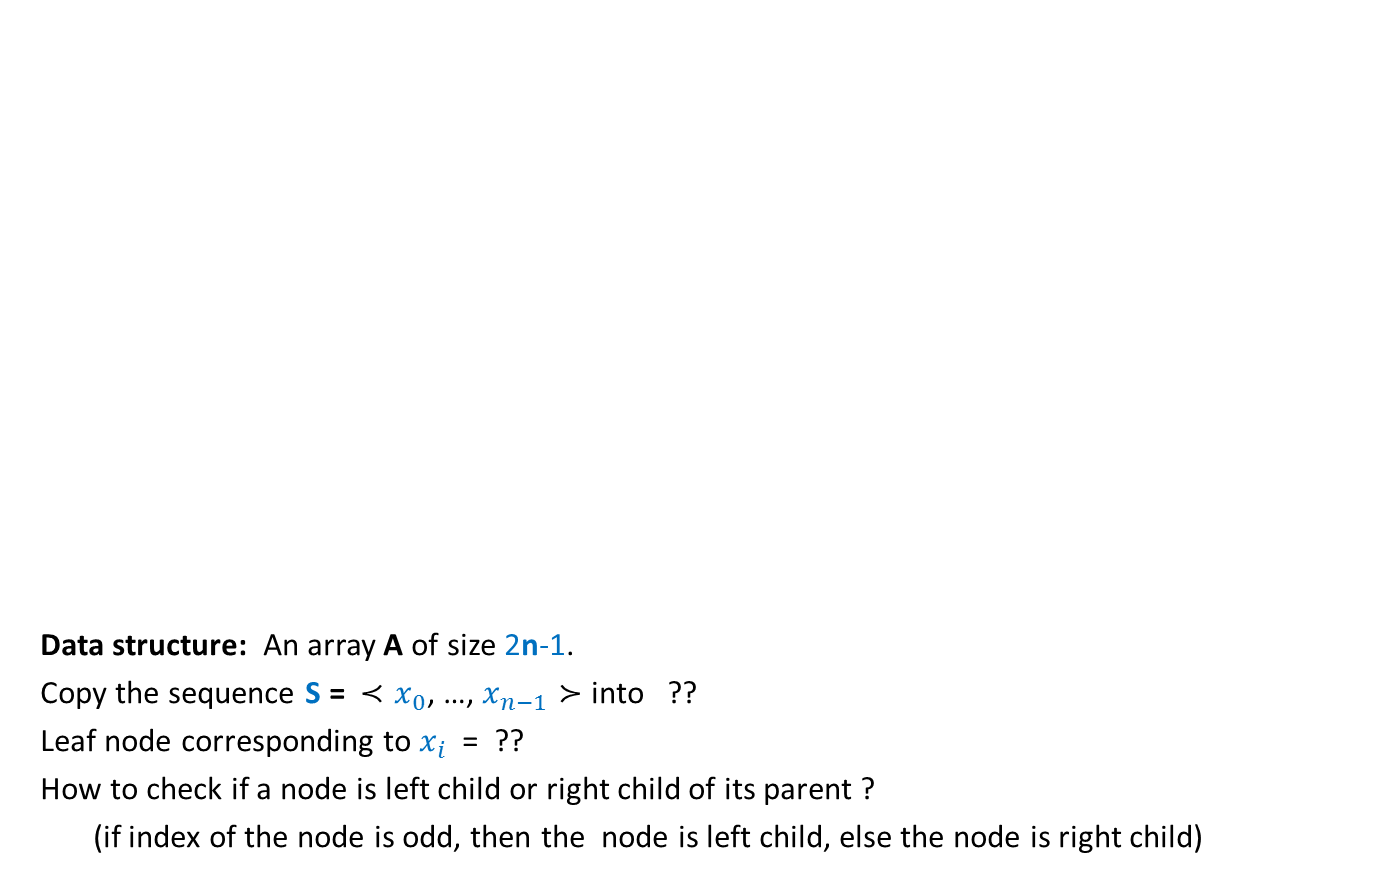 Data structure: An array A of size 2n-1.
Copy the sequence S = ≺ x₀, …, xₙ₋₁ ≻ into ??
Leaf node corresponding to xᵢ = ??
How to check if a node is left child or right child of its parent ?
(if index of the node is odd, then the node is left child, else the node is right child)